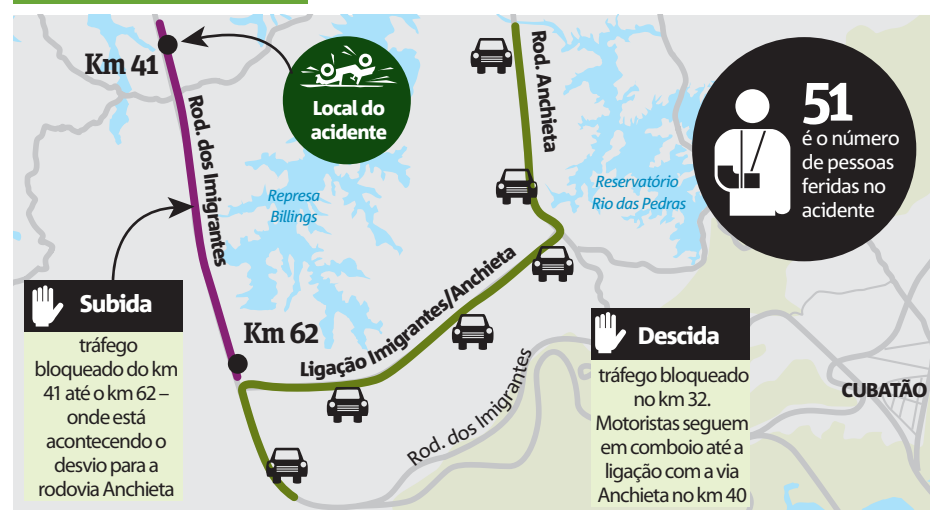 Km 41
Rod. dos Imigrantes
Local do
acidente
Rod. Anchieta
51
é o número
de pessoas
feridas no
acidente
Represa
Billings
Reservatório
Rio das Pedras
Subida
tráfego
bloqueado do km
41 até o km 62 –
onde está
acontecendo o
desvio para a
rodovia Anchieta
Km 62
Ligação Imigrantes/Anchieta
Rod. dos Imigrantes
Descida
tráfego bloqueado
no km 32.
Motoristas seguem
em comboio até a
ligação com a via
Anchieta no km 40
CUBATÃO